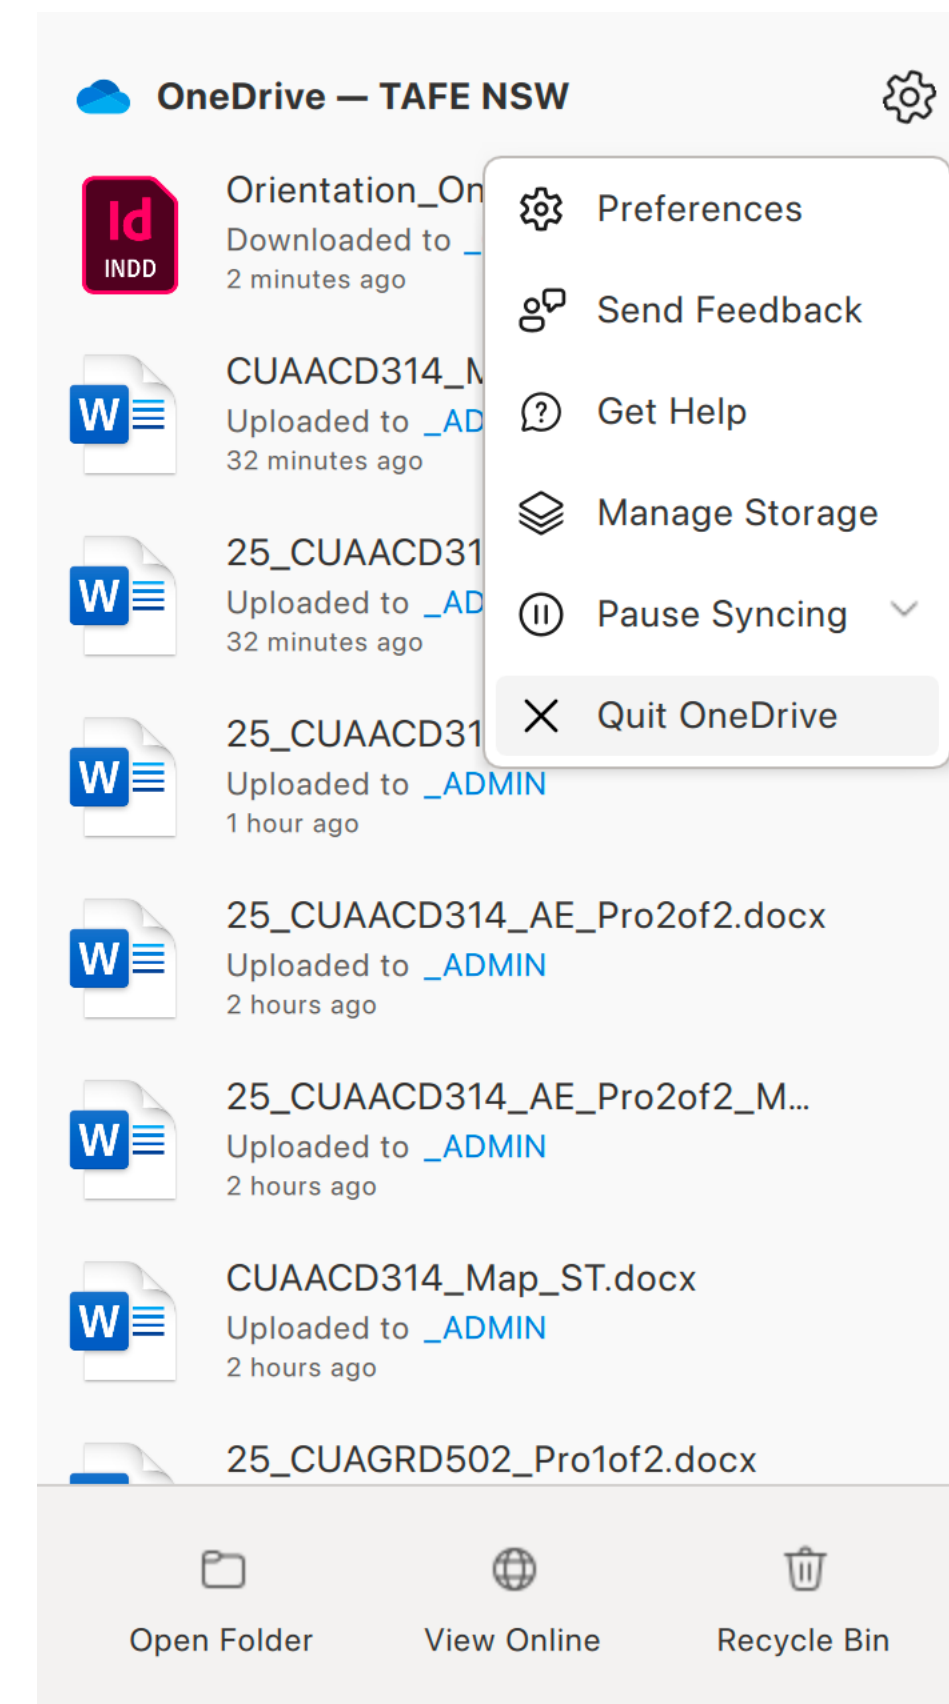 OneDrive — TAFE NSW
Orientation_On
Downloaded to _
2 minutes ago
Id
INDD
Preferences
Send Feedback
Get Help
Manage Storage
Pause Syncing
Quit OneDrive
W
CUAACD314_M
Uploaded to _AD
32 minutes ago
W
25_CUAACD31
Uploaded to _AD
32 minutes ago
W
25_CUAACD31
Uploaded to _ADMIN
1 hour ago
W
25_CUAACD314_AE_Pro2of2.docx
Uploaded to _ADMIN
2 hours ago
W
25_CUAACD314_AE_Pro2of2_M...
Uploaded to _ADMIN
2 hours ago
W
CUAACD314_Map_ST.docx
Uploaded to _ADMIN
2 hours ago
25_CUAGRD502_Pro1of2.docx
Open Folder
View Online
Recycle Bin